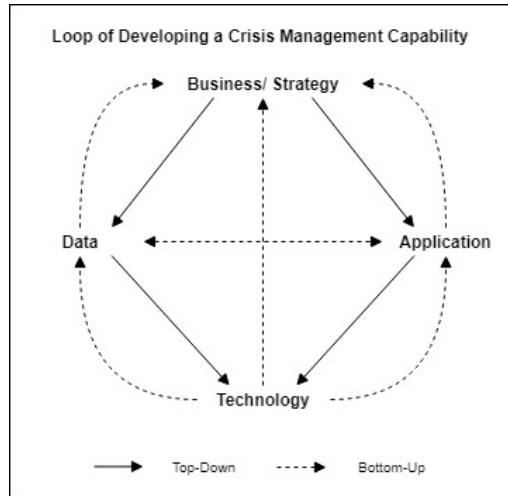 Loop of Developing a Crisis Management Capability
Business/ Strategy
Data
Application
Technology
Top-Down
Bottom-Up